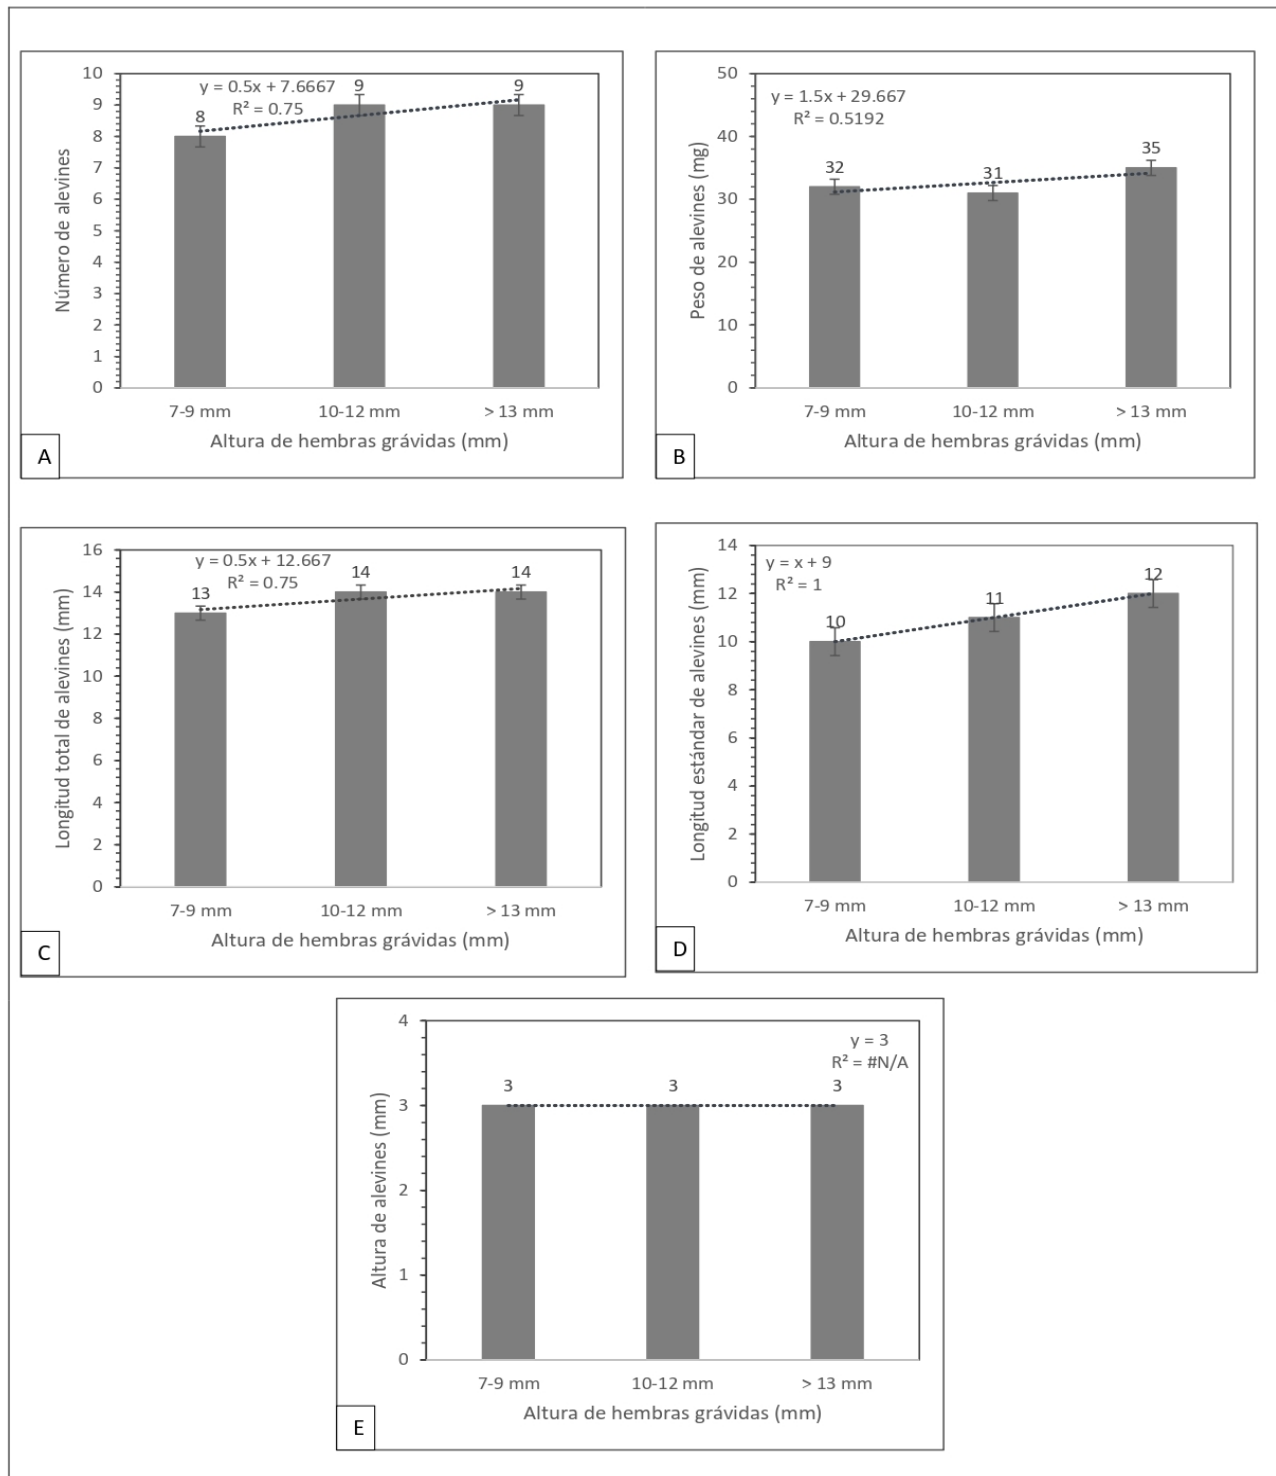 10
9
8
7
6
5
4
3
2
1
0
Número de alevines
y = 0.5x + 7.6667
R² = 0.75
8
9
9
7-9 mm
10-12 mm
> 13 mm
Altura de hembras grávidas (mm)
A
50
40
30
20
10
0
Peso de alevines (mg)
y = 1.5x + 29.667
R² = 0.5192
32
31
35
7-9 mm
10-12 mm
> 13 mm
Altura de hembras grávidas (mm)
B
16
14
12
10
8
6
4
2
0
Longitud total de alevines (mm)
y = 0.5x + 12.667
R² = 0.75
13
14
14
7-9 mm
10-12 mm
> 13 mm
Altura de hembras grávidas (mm)
C
14
12
10
8
6
4
2
0
Longitud estándar de alevines (mm)
y = x + 9
R² = 1
10
11
12
7-9 mm
10-12 mm
> 13 mm
Altura de hembras grávidas (mm)
D
4
3
2
1
0
Altura de alevines (mm)
y = 3
R² = #N/A
3
3
3
7-9 mm
10-12 mm
> 13 mm
Altura de hembras grávidas (mm)
E